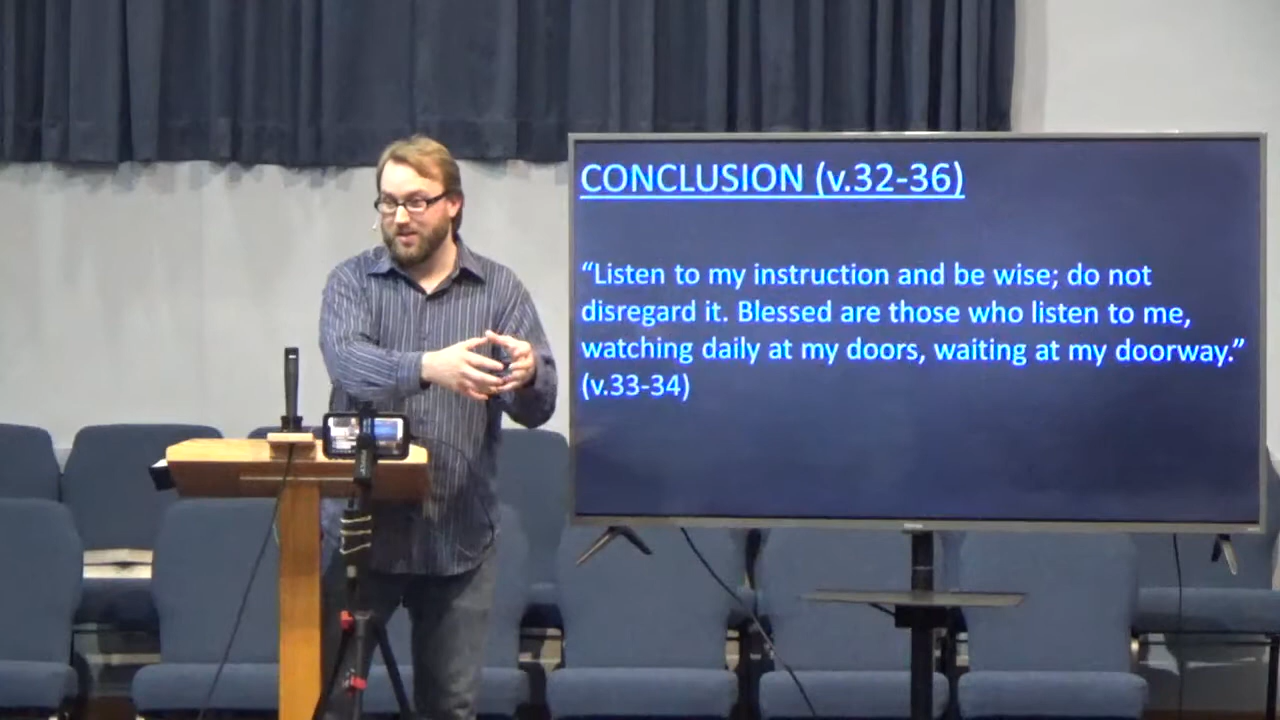 CONCLUSION (v.32-36)
“Listen to my instruction and be wise; do not
disregard it. Blessed are those who listen to me,
watching daily at my doors, waiting at my doorway.”
(v.33-34)